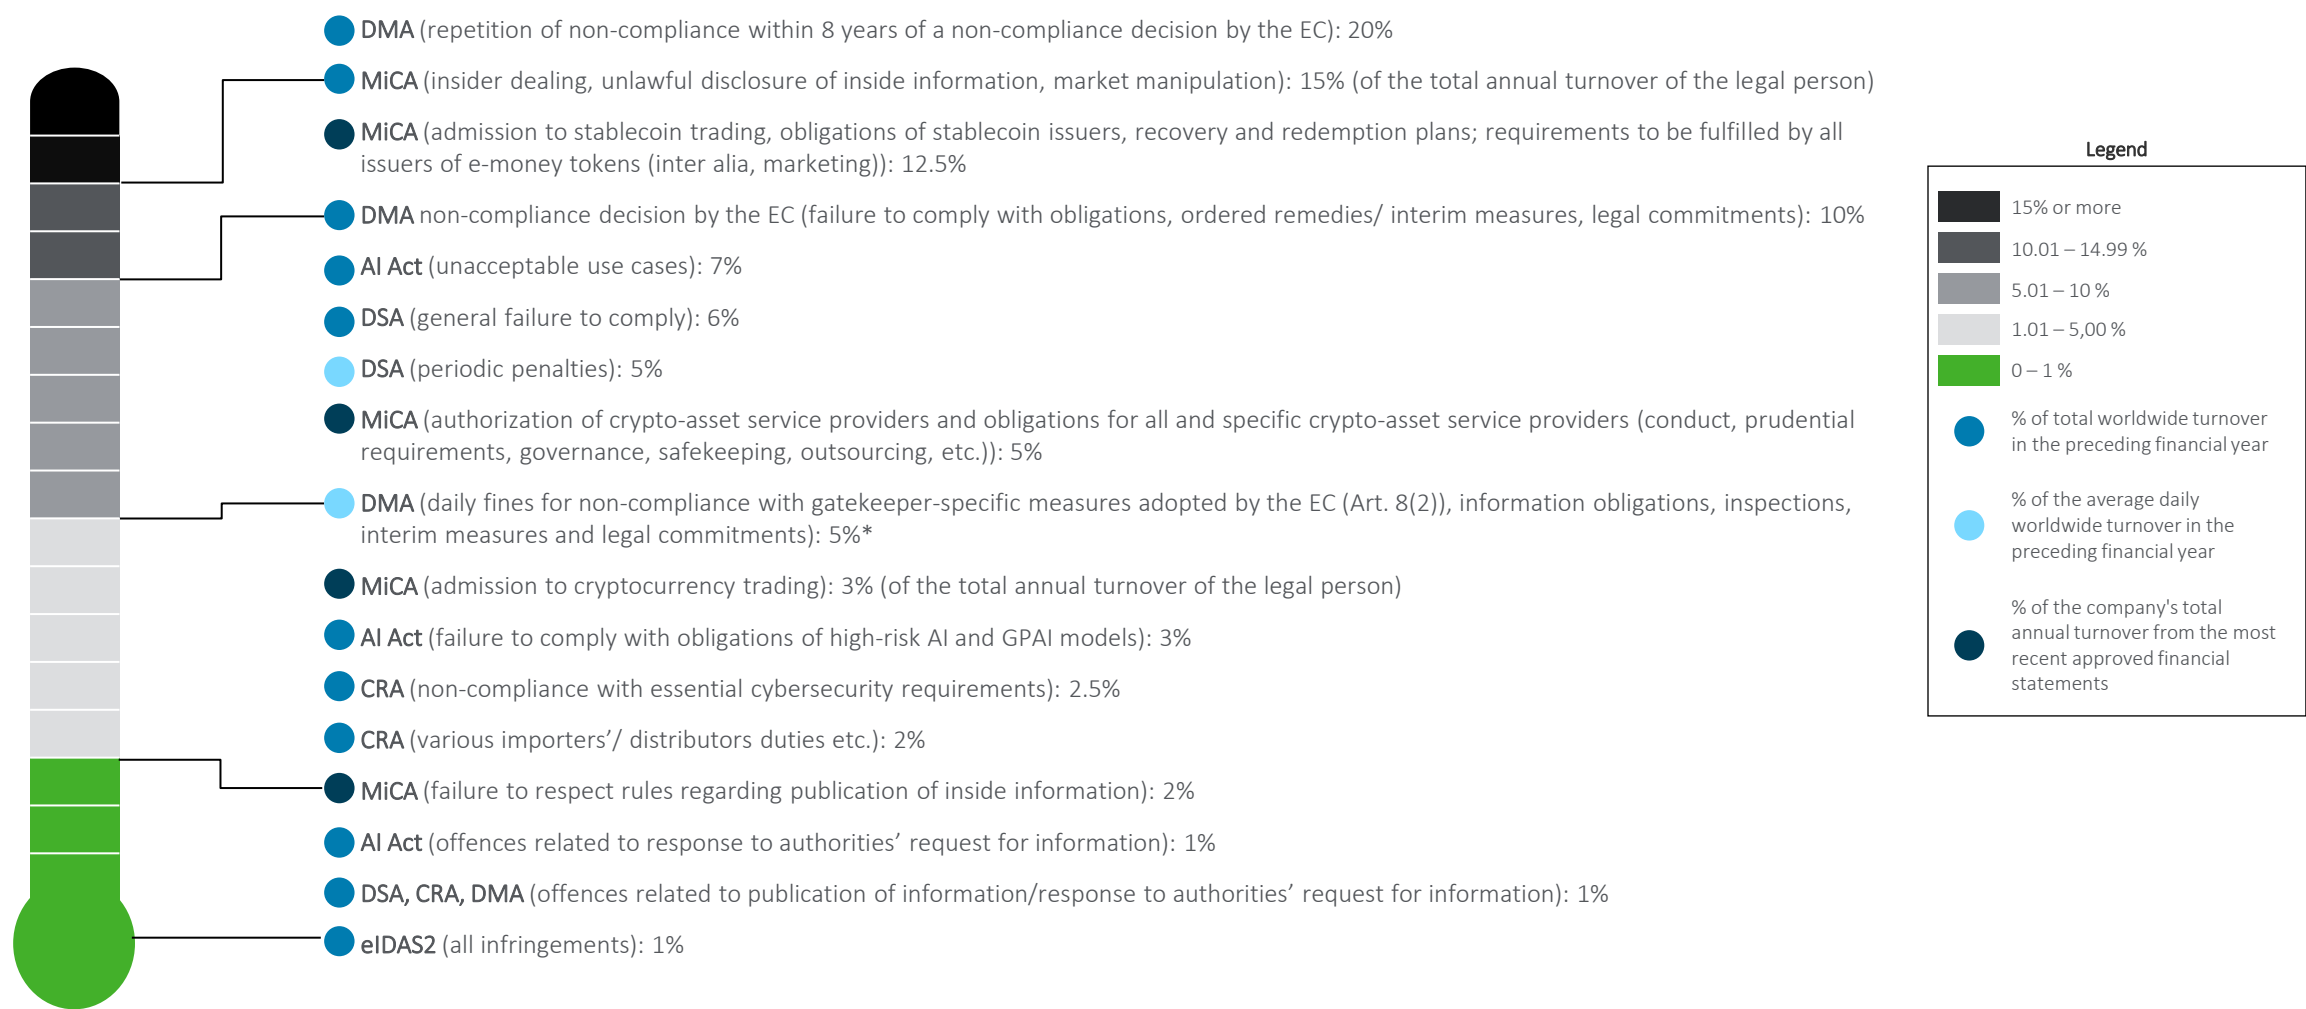 DMA (repetition of non-compliance within 8 years of a non-compliance decision by the EC): 20%
MiCA (insider dealing, unlawful disclosure of inside information, market manipulation): 15% (of the total annual turnover of the legal person)
MiCA (admission to stablecoin trading, obligations of stablecoin issuers, recovery and redemption plans; requirements to be fulfilled by all
issuers of e-money tokens (inter alia, marketing)): 12.5%
DMA non-compliance decision by the EC (failure to comply with obligations, ordered remedies/ interim measures, legal commitments): 10%
AI Act (unacceptable use cases): 7%
DSA (general failure to comply): 6%
DSA (periodic penalties): 5%
MiCA (authorization of crypto-asset service providers and obligations for all and specific crypto-asset service providers (conduct, prudential
requirements, governance, safekeeping, outsourcing, etc.)): 5%
DMA (daily fines for non-compliance with gatekeeper-specific measures adopted by the EC (Art. 8(2)), information obligations, inspections,
interim measures and legal commitments): 5%*
MiCA (admission to cryptocurrency trading): 3% (of the total annual turnover of the legal person)
AI Act (failure to comply with obligations of high-risk AI and GPAI models): 3%
CRA (non-compliance with essential cybersecurity requirements): 2.5%
CRA (various importers’/ distributors duties etc.): 2%
MiCA (failure to respect rules regarding publication of inside information): 2%
AI Act (offences related to response to authorities’ request for information): 1%
DSA, CRA, DMA (offences related to publication of information/response to authorities’ request for information): 1%
eIDAS2 (all infringements): 1%
Legend
15% or more
10.01 – 14.99 %
5.01 – 10 %
1.01 – 5,00 %
0 – 1 %
% of total worldwide turnover
in the preceding financial year
% of the average daily
worldwide turnover in the
preceding financial year
% of the company's total
annual turnover from the most
recent approved financial
statements